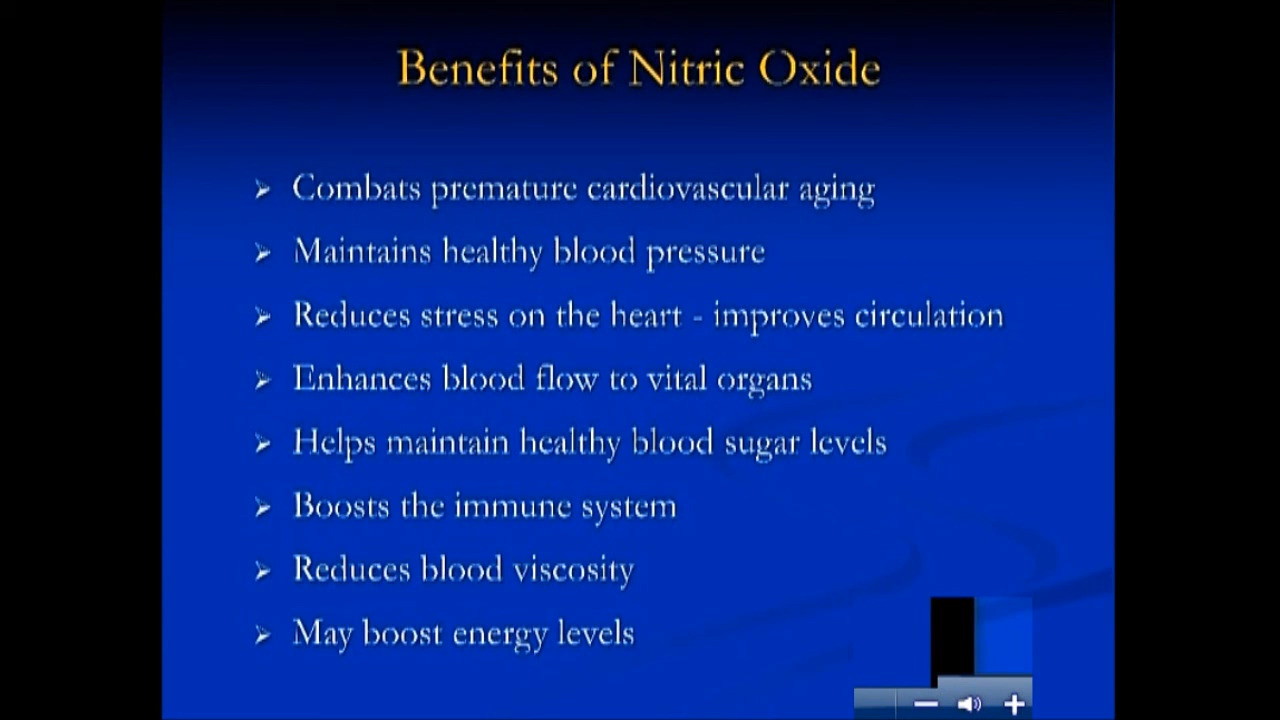 Benefits of Nitric Oxide
Combats premature cardiovascular aging
Maintains healthy blood pressure
Reduces stress on the heart - improves circulation
Enhances blood flow to vital organs
Helps maintain healthy blood sugar levels
Boosts the immune system
Reduces blood viscosity
May boost energy levels